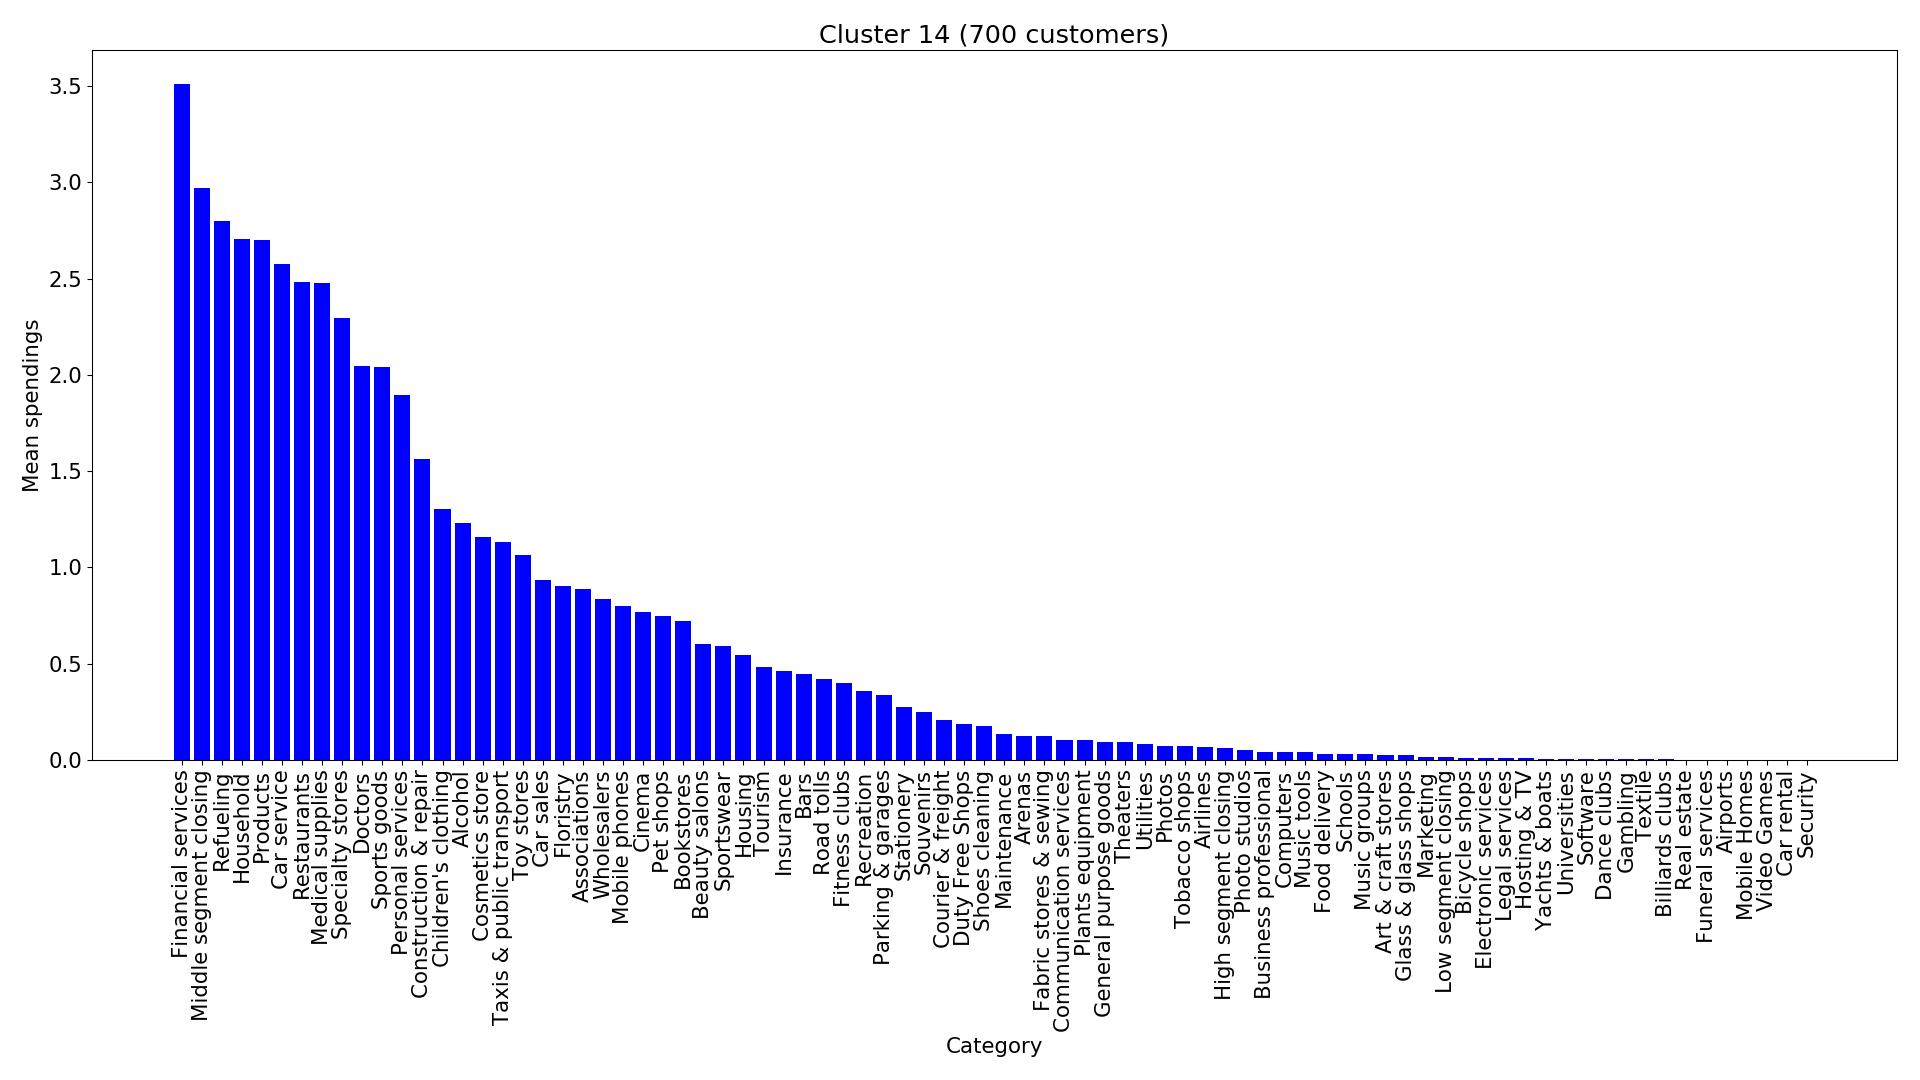 Cluster 14 (700 customers)
Mean spendings
3.5
3.0
2.5
2.0
1.5
1.0
0.5
0.0
Financial services
Middle segment closing
Refueling
Household
Products
Car service
Restaurants
Medical supplies
Specialty stores
Doctors
Sports goods
Personal services
Construction & repair
Children's clothing
Alcohol
Cosmetics store
Taxis & public transport
Toy stores
Car sales
Floristry
Associations
Wholesalers
Mobile phones
Cinema
Pet shops
Bookstores
Beauty salons
Sportswear
Housing
Tourism
Insurance
Bars
Road tolls
Fitness clubs
Recreation
Parking & garages
Stationery
Souvenirs
Courier & freight
Duty Free Shops
Shoes cleaning
Maintenance
Arenas
Fabric stores & sewing
Communication services
Plants equipment
General purpose goods
Theaters
Utilities
Photos
Tobacco shops
Airlines
High segment closing
Photo studios
Business professional
Computers
Music tools
Food delivery
Schools
Music groups
Art & craft stores
Glass & glass shops
Marketing
Low segment closing
Bicycle shops
Electronic services
Legal services
Hosting & TV
Yachts & boats
Universities
Software
Dance clubs
Gambling
Textile
Billiards clubs
Real estate
Funeral services
Airports
Mobile Homes
Video Games
Car rental
Security
Category